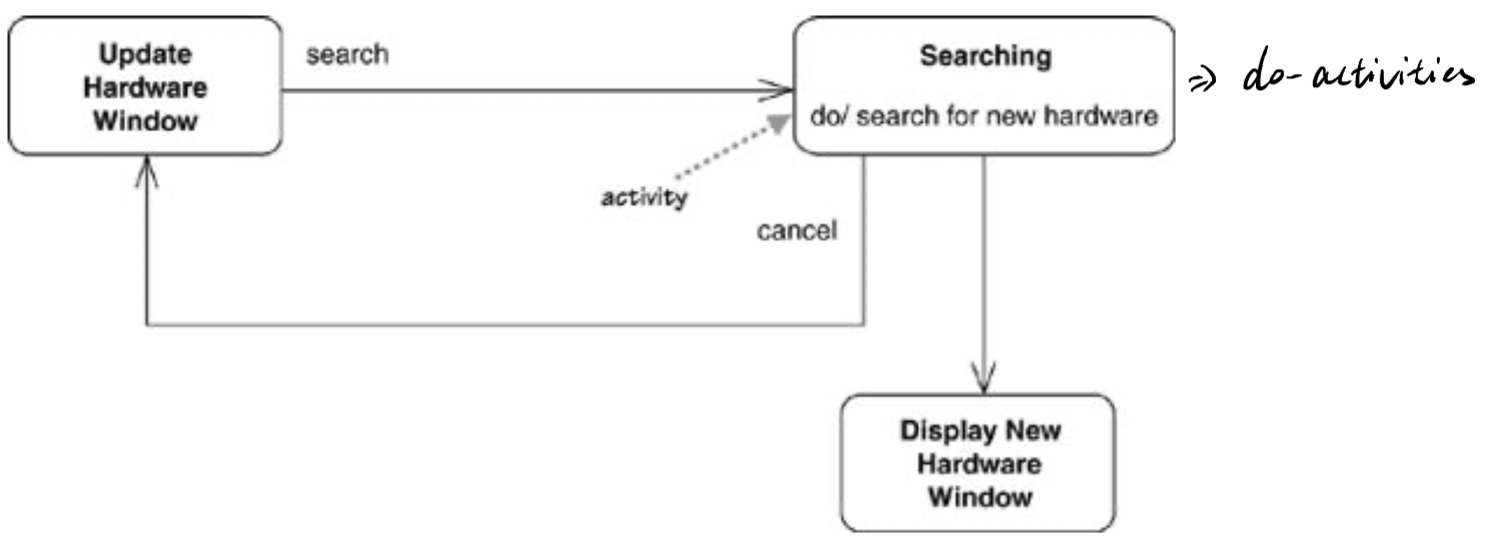 Update
Hardware
Window
search
Searching
do/ search for new hardware
⇒ do-activities
activity
cancel
Display New
Hardware
Window